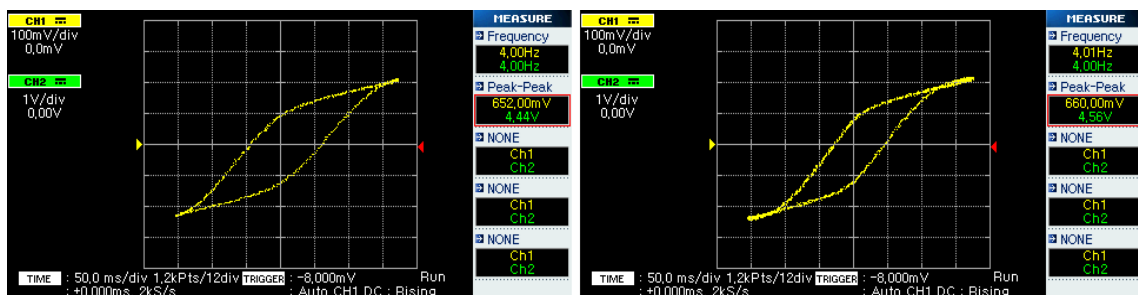 CH1
100mV/div
0,0mV
CH2
1V/div
0,00V
MEASURE
Frequency
4,00Hz
4,00Hz
Peak-Peak
652,00mV
4,44V
NONE
Ch1
Ch2
NONE
Ch1
Ch2
NONE
Ch1
Ch2
TIME : 50,0 ms/div 1,2kPts/12div TRIGGER : -8,000mV Run
: +0,000ms 2kS/s : Auto CH1 DC : Rising
CH1
100mV/div
0,0mV
CH2
1V/div
0,00V
MEASURE
Frequency
4,01Hz
4,00Hz
Peak-Peak
660,00mV
4,56V
NONE
Ch1
Ch2
NONE
Ch1
Ch2
NONE
Ch1
Ch2
TIME : 50,0 ms/div 1,2kPts/12div TRIGGER : -8,000mV Run
: +0,000ms 2kS/s : Auto CH1 DC : Rising